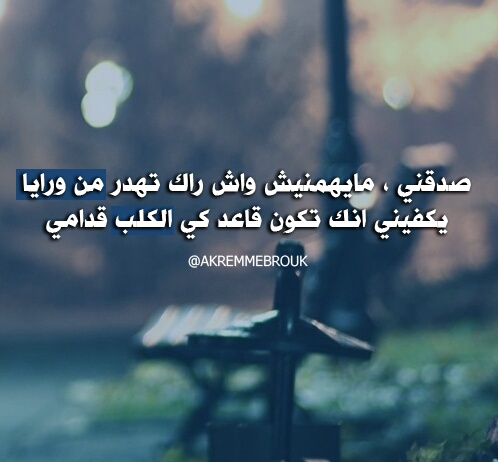 صدقني ، مايهمنيش واش راك تهدر من ورايا
يكفيني انك تكون قاعد كي الكلب قدامي
@AKREMMEBROUK